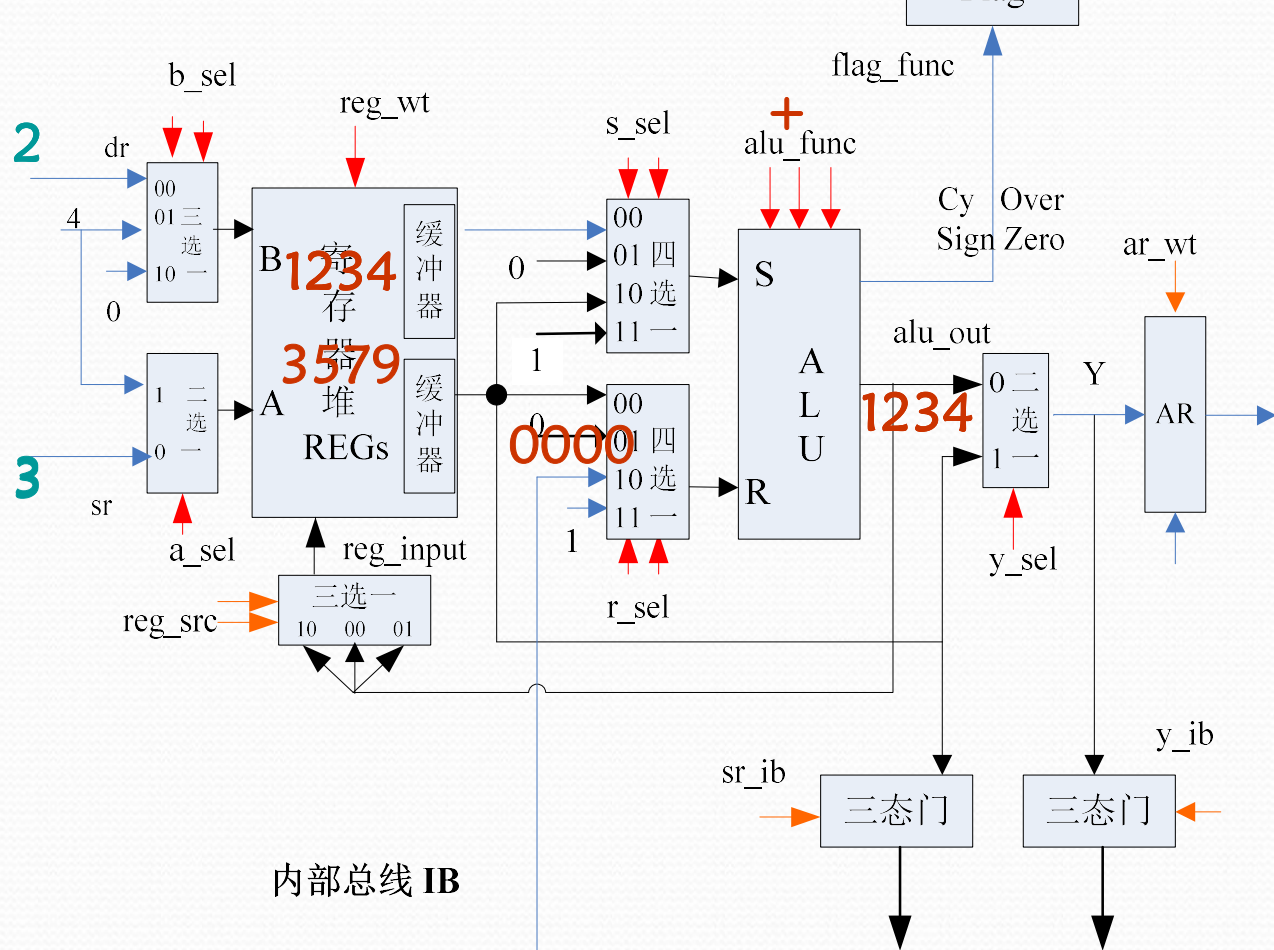 flag_func
b_sel
reg_wt
s_sel
+
alu_func
2
dr
00
01 三
选
10 一
4
0
B
寄
存
器
堆
REGs
1234
3579
缓
冲
器
缓
冲
器
A
00
01 四
10 选
11 一
0
1
S
A
L
U
R
Cy Over
Sign Zero
ar_wt
alu_out
1234
0 二
选
1 一
Y
AR
1 二
选
0 一
3
sr
a_sel
00
01 四
10 选
11 一
0
0000
1
r_sel
y_sel
reg_input
三选一
10 00 01
reg_src
sr_ib
三态门
y_ib
三态门
内部总线 IB